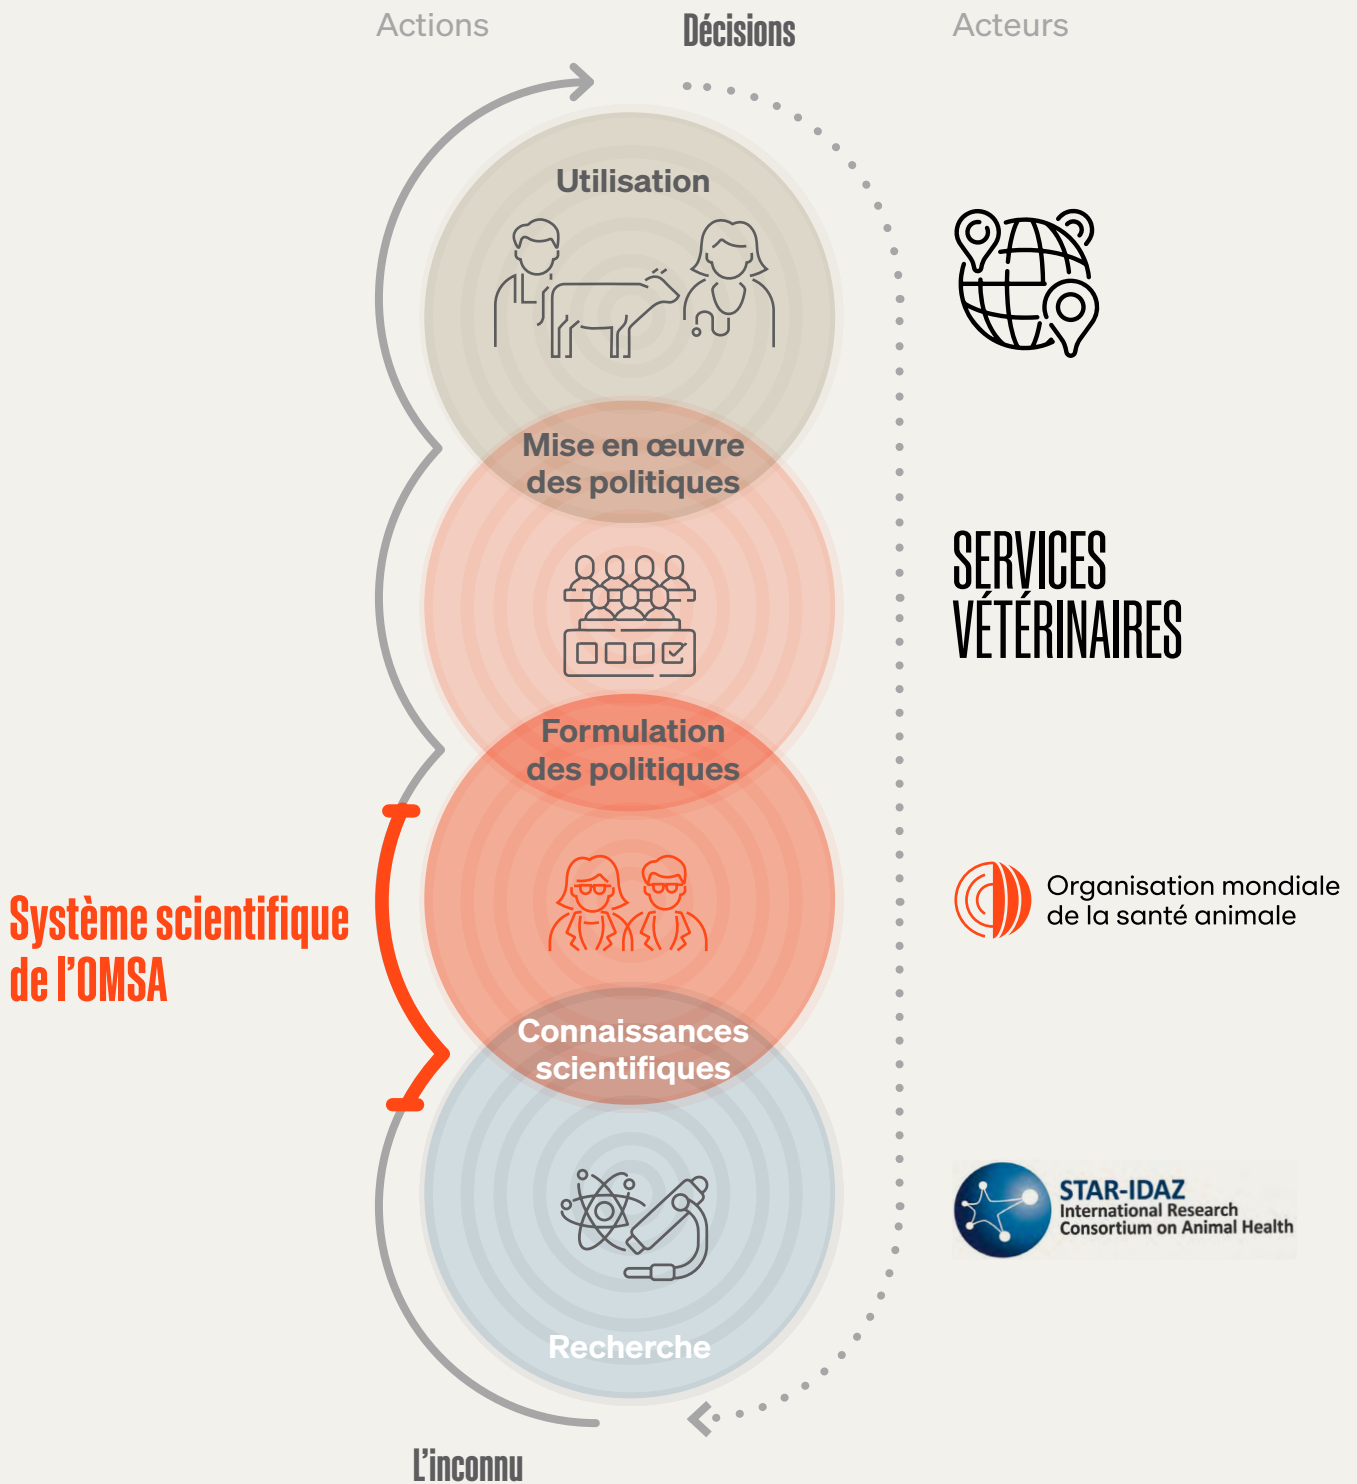 Actions
Décisions
Acteurs
Utilisation
Mise en œuvre
des politiques
SERVICES
VÉTÉRINAIRES
Formulation
des politiques
Système scientifique
de l’OMSA
Organisation mondiale
de la santé animale
Connaissances
scientifiques
STAR-IDAZ
International Research
Consortium on Animal Health
Recherche
L’inconnu